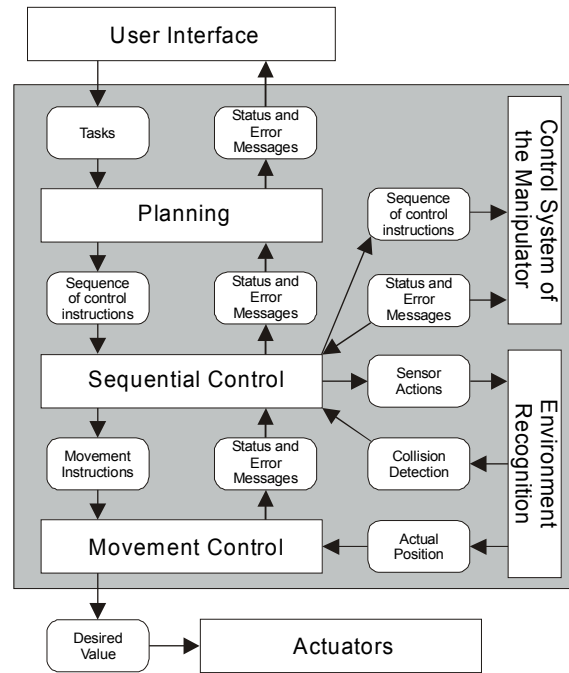 User Interface
Tasks
Status and
Error
Messages
Planning
Sequence
of control
instructions
Status and
Error
Messages
Sequence
of control
instructions
Status and
Error
Messages
Control System of
the Manipulator
Sequential Control
Sensor
Actions
Movement
Instructions
Status and
Error
Messages
Collision
Detection
Environment
Recognition
Movement Control
Actual
Position
Desired
Value
Actuators